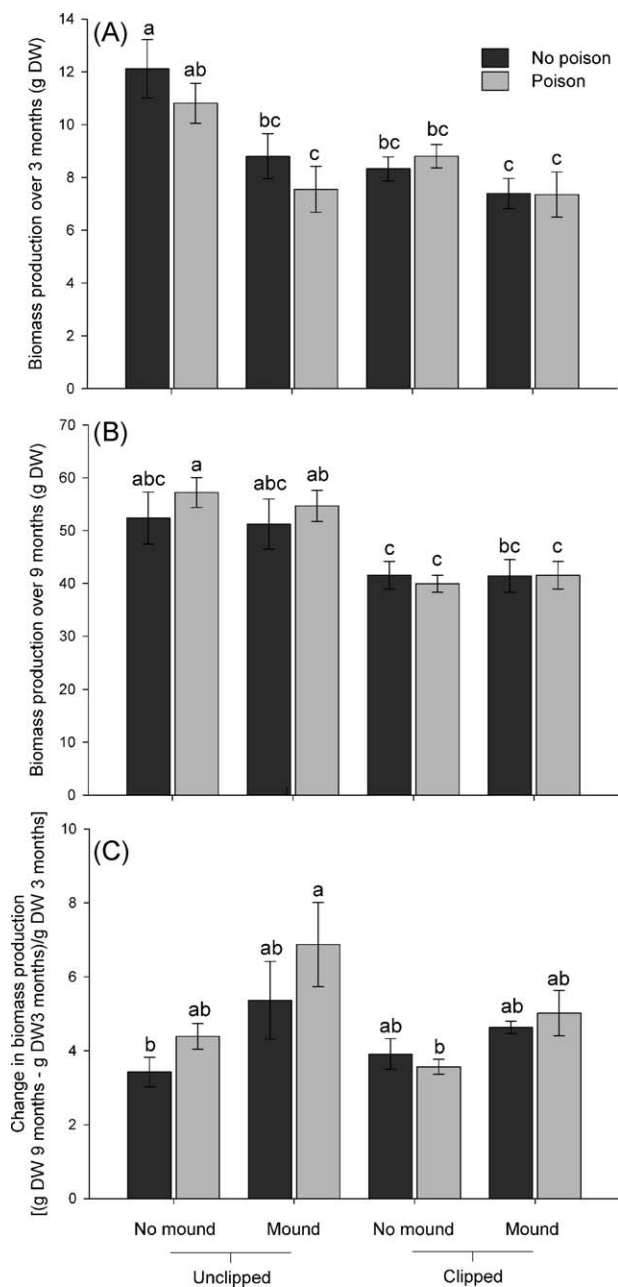 (A)
Biomass production over 3 months (g DW)
14
12
10
8
6
4
2
0
No poison
Poison
a
ab
bc
c
bc
bc
c
c
(B)
Biomass production over 9 months (g DW)
70
60
50
40
30
20
10
0
abc
a
abc
ab
c
c
bc
c
(C)
Change in biomass production
[(g DW 9 months - g DW3 months)/g DW 3 months]
10
8
6
4
2
0
b
ab
ab
a
ab
b
ab
ab
No mound Mound No mound Mound
Unclipped Clipped